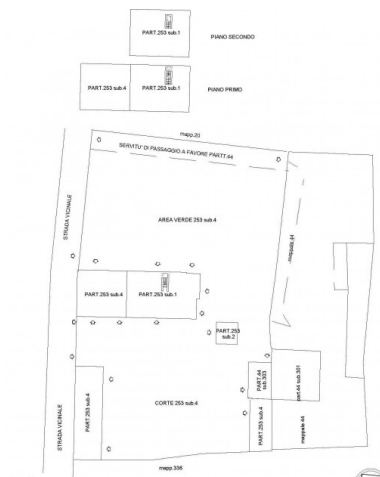 PART.253 sub.1
PIANO SECONDO
PART.253 sub.4
PART.253 sub.1
PIANO PRIMO
mapp.20
SERVITU' DI PASSAGGIO A FAVORE PARTT.44
STRADA VICINALE
AREA VERDE 253 sub.4
mappale 44
PART.253 sub.4
PART.253 sub.1
PART.253
sub.2
PART.44
sub.303
part.44 sub.301
PART 253 sub.4
CORTE 253 sub.4
PART.253 sub.4
mappale 44
STRADA VICINALE
mapp.336